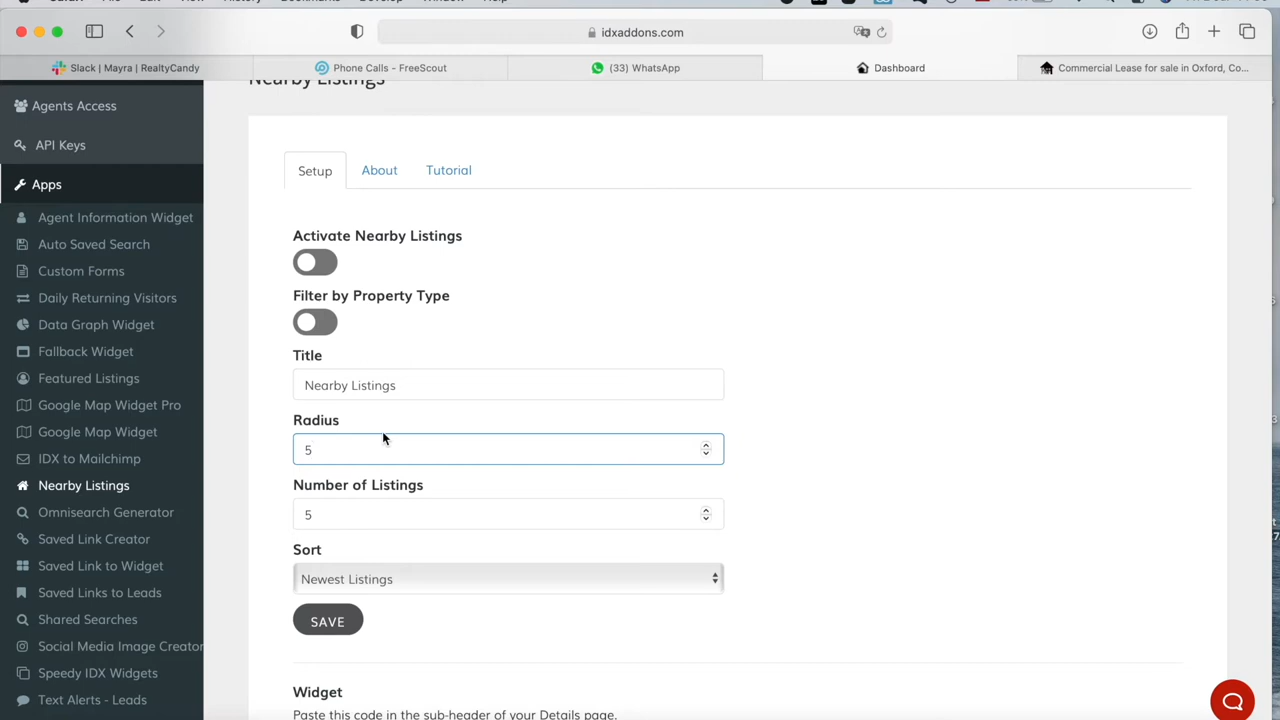 idxaddons.com
Slack | Mayra | RealtyCandy
Phone Calls – FreeScout
(33) WhatsApp
Dashboard
Commercial Lease for sale in Oxford, Co...
Nearby Listings
Agents Access
API Keys
Apps
Agent Information Widget
Auto Saved Search
Custom Forms
Daily Returning Visitors
Data Graph Widget
Fallback Widget
Featured Listings
Google Map Widget Pro
Google Map Widget
IDX to Mailchimp
Nearby Listings
Omnisearch Generator
Saved Link Creator
Saved Link to Widget
Saved Links to Leads
Shared Searches
Social Media Image Creator
Speedy IDX Widgets
Text Alerts - Leads
Setup
About
Tutorial
Activate Nearby Listings
Filter by Property Type
Title
Nearby Listings
Radius
5
Number of Listings
5
Sort
Newest Listings
SAVE
Widget
Paste this code in the sub-header of your Details page.